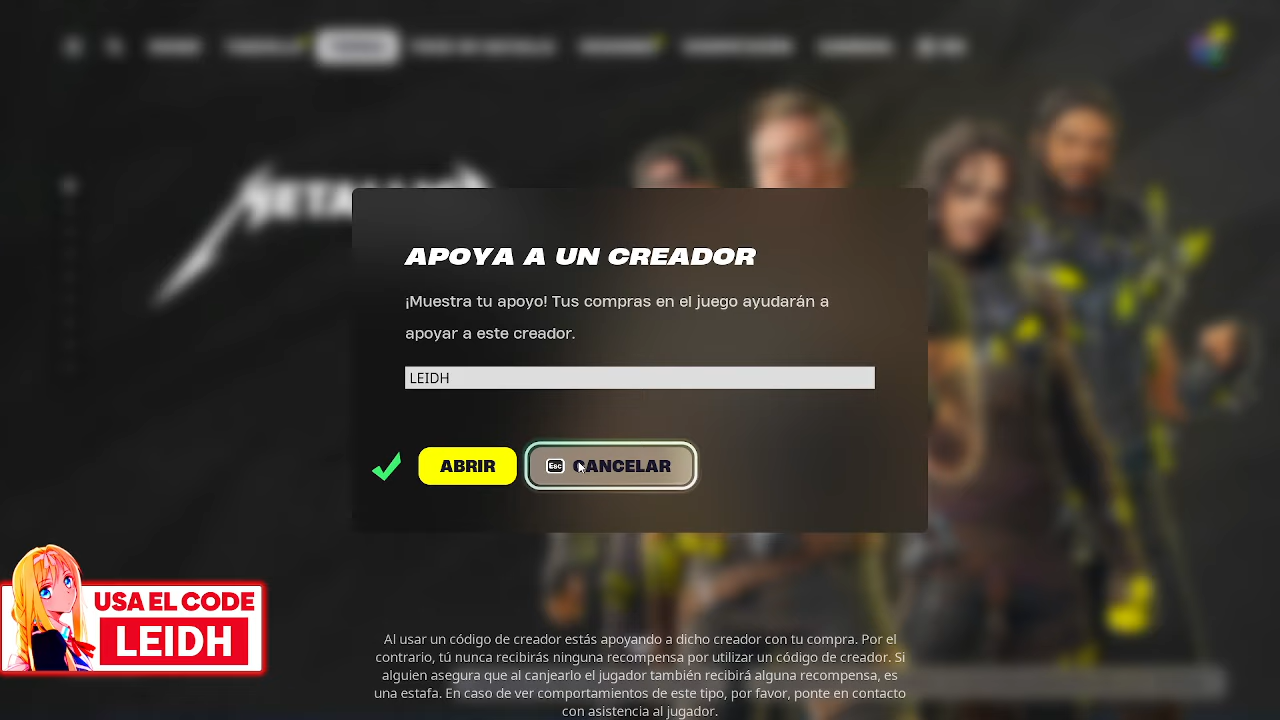 APOYA A UN CREADOR
¡Muestra tu apoyo! Tus compras en el juego ayudarán a
apoyar a este creador.
LEIDH
ABRIR
Esc CANCELAR
USA EL CODE
LEIDH
Al usar un código de creador estás apoyando a dicho creador con tu compra. Por el
contrario, tú nunca recibirás ninguna recompensa por utilizar un código de creador. Si
alguien asegura que al canjearlo el jugador también recibirá alguna recompensa, es
una estafa. En caso de ver comportamientos de este tipo, por favor, ponte en contacto
con asistencia al jugador.